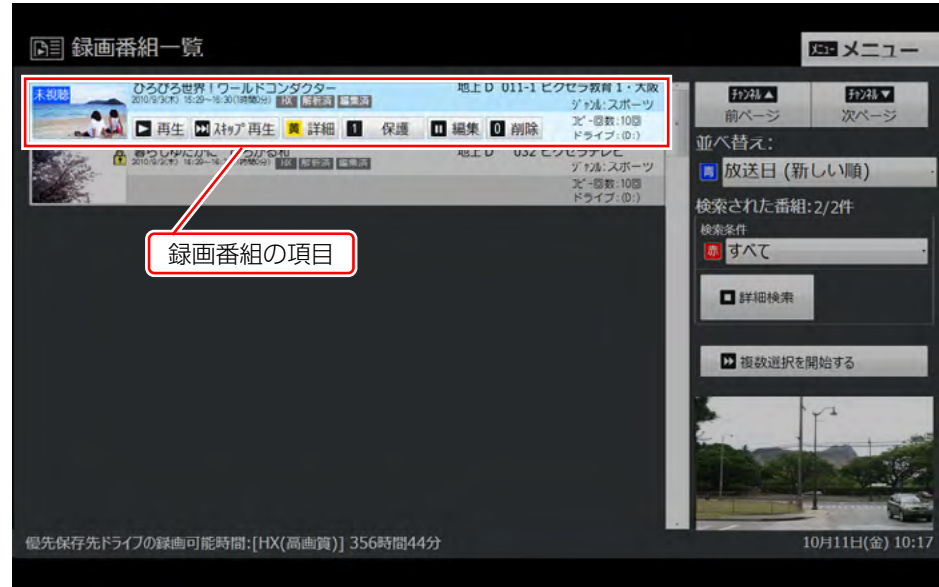 録画番組一覧
メニュー メニュー
未視聴
ひろびろ世界!ワールドコンダクター
地上D 011-1 ピクセラ教育1・大阪
2010/9/30(木) 15:29~16:30(1時間0分) HX 解析済 編集済
ジャンル:スポーツ
再生 スキップ再生 黄 詳細 1 保護 編集 0 削除
コピー回数:10回
ドライブ:(D:)
地上D 032 ピクセラテレビ
HX 解析済 編集済
ジャンル:スポーツ
コピー回数:10回
ドライブ:(D:)
録画番組の項目
チャンネル▲ チャンネル▼
前ページ 次ページ
並べ替え:
青 放送日 (新しい順)
検索された番組:2/2件
検索条件
赤 すべて
詳細検索
複数選択を開始する
優先保存先ドライブの録画可能時間:[HX(高画質)] 356時間44分
10月11日(金) 10:17